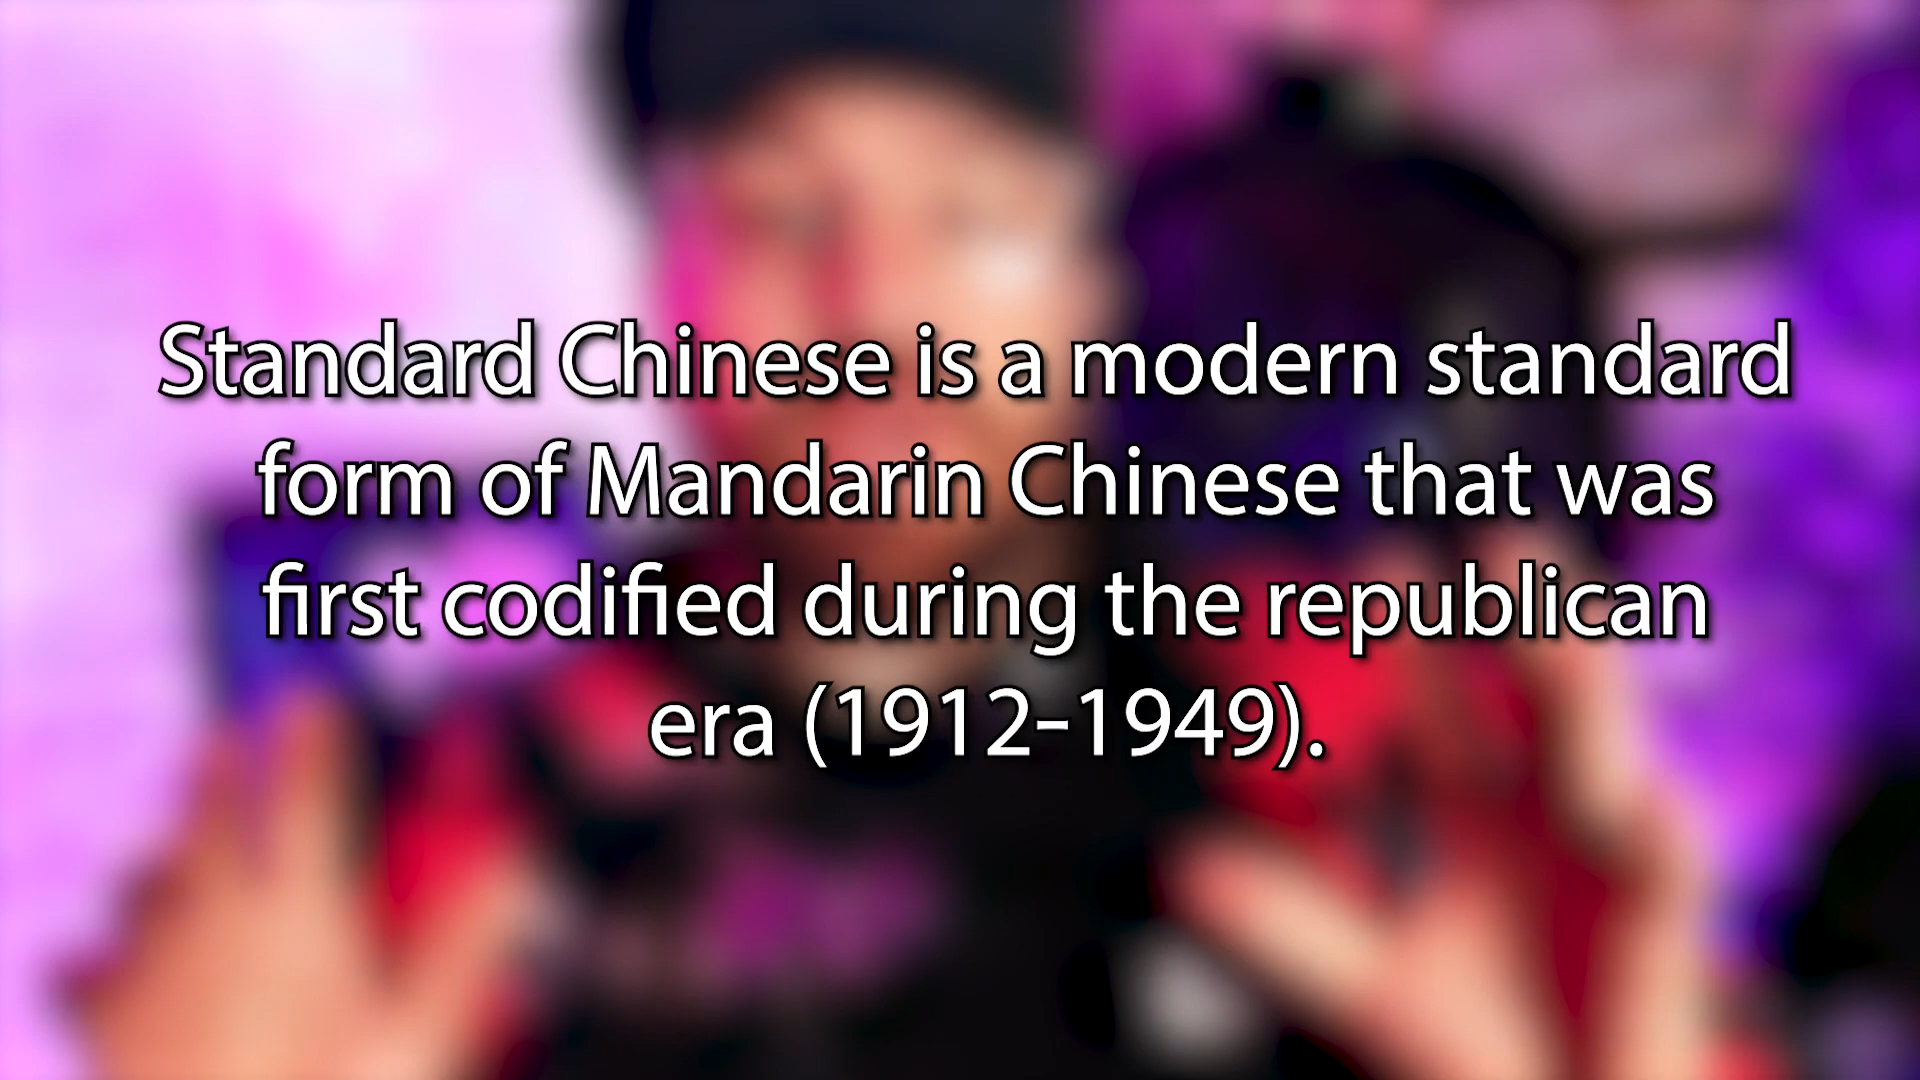 Standard Chinese is a modern standard
form of Mandarin Chinese that was
first codified during the republican
era (1912–1949).